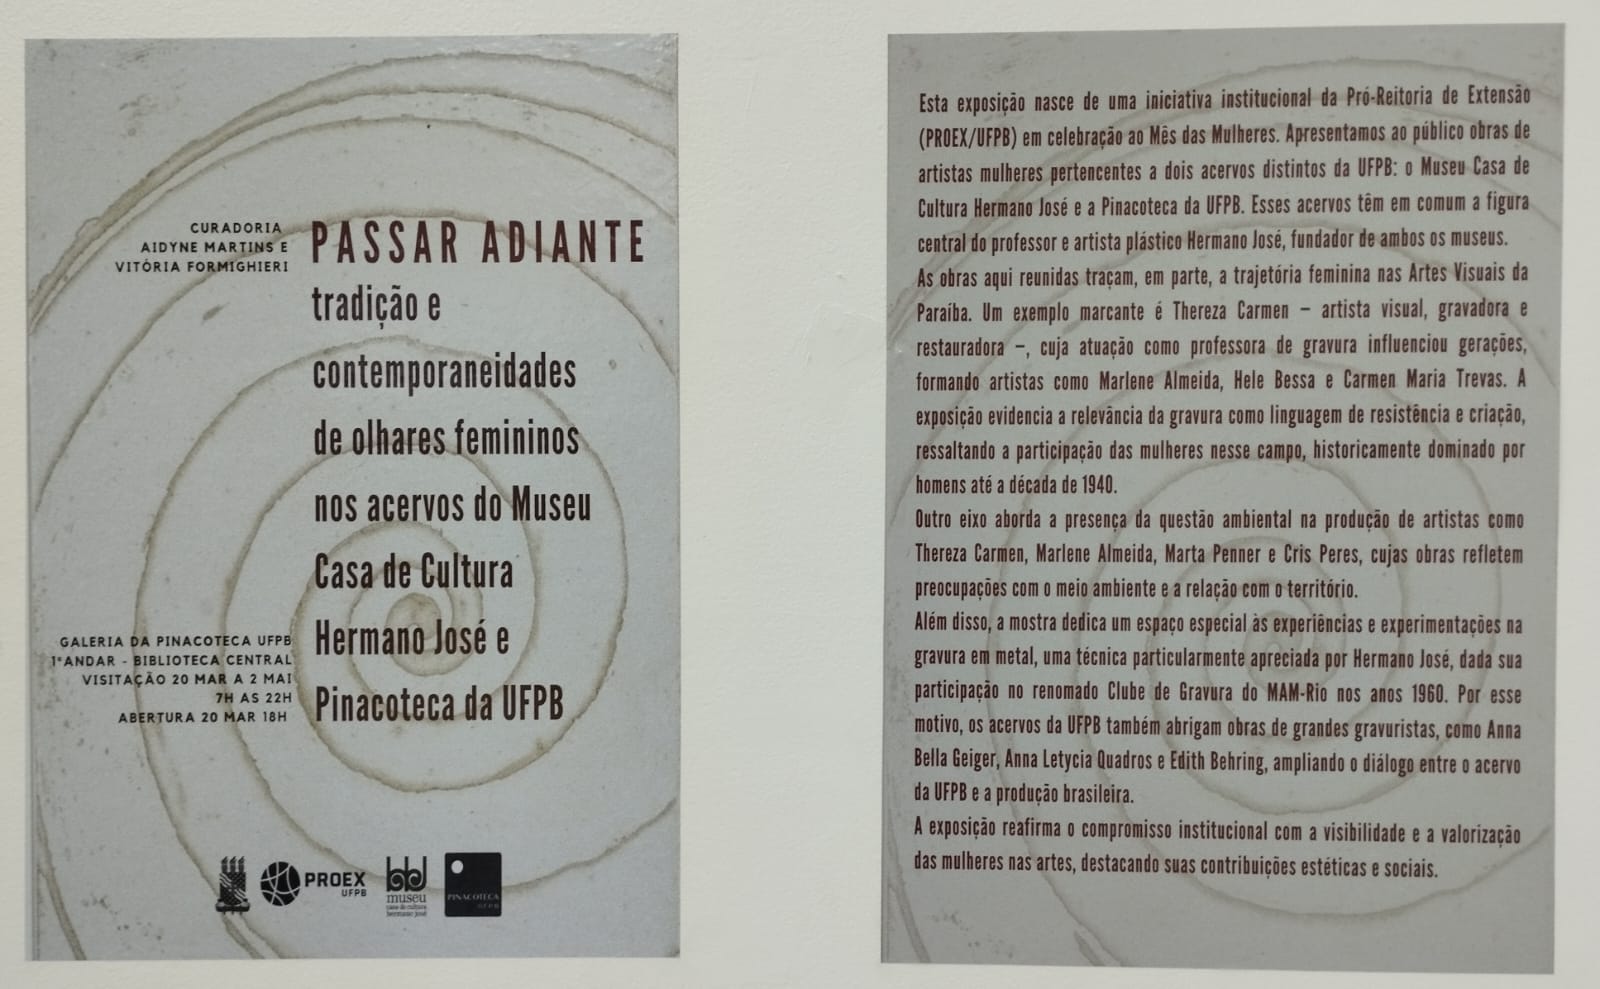 CURADORIA
AIDYNE MARTINS E
VITÓRIA FORMIGHIERI
PASSAR ADIANTE
tradição e
contemporaneidades
de olhares femininos
nos acervos do Museu
Casa de Cultura
Hermano José e
Pinacoteca da UFPB
GALERIA DA PINACOTECA UFPB
1°ANDAR - BIBLIOTECA CENTRAL
VISITAÇÃO 20 MAR A 2 MAI
7H AS 22H
ABERTURA 20 MAR 18H
PROEX
UFPB
museu
casa de cultura
hermano josé
PINACOTECA
UFPB
Esta exposição nasce de uma iniciativa institucional da Pró-Reitoria de Extensão
(PROEX/UFPB) em celebração ao Mês das Mulheres. Apresentamos ao público obras de
artistas mulheres pertencentes a dois acervos distintos da UFPB: o Museu Casa de
Cultura Hermano José e a Pinacoteca da UFPB. Esses acervos têm em comum a figura
central do professor e artista plástico Hermano José, fundador de ambos os museus.
As obras aqui reunidas traçam, em parte, a trajetória feminina nas Artes Visuais da
Paraíba. Um exemplo marcante é Thereza Carmen – artista visual, gravadora e
restauradora –, cuja atuação como professora de gravura influenciou gerações,
formando artistas como Marlene Almeida, Hele Bessa e Carmen Maria Trevas. A
exposição evidencia a relevância da gravura como linguagem de resistência e criação,
ressaltando a participação das mulheres nesse campo, historicamente dominado por
homens até a década de 1940.
Outro eixo aborda a presença da questão ambiental na produção de artistas como
Thereza Carmen, Marlene Almeida, Marta Penner e Cris Peres, cujas obras refletem
preocupações com o meio ambiente e a relação com o território.
Além disso, a mostra dedica um espaço especial às experiências e experimentações na
gravura em metal, uma técnica particularmente apreciada por Hermano José, dada sua
participação no renomado Clube de Gravura do MAM-Rio nos anos 1960. Por esse
motivo, os acervos da UFPB também abrigam obras de grandes gravuristas, como Anna
Bella Geiger, Anna Letycia Quadros e Edith Behring, ampliando o diálogo entre o acervo
da UFPB e a produção brasileira.
A exposição reafirma o compromisso institucional com a visibilidade e a valorização
das mulheres nas artes, destacando suas contribuições estéticas e sociais.